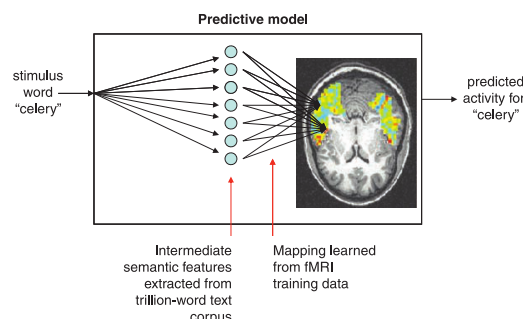 Predictive model
stimulus
word
“celery”
predicted
activity for
“celery”
Intermediate
semantic features
extracted from
trillion-word text
corpus
Mapping learned
from fMRI
training data